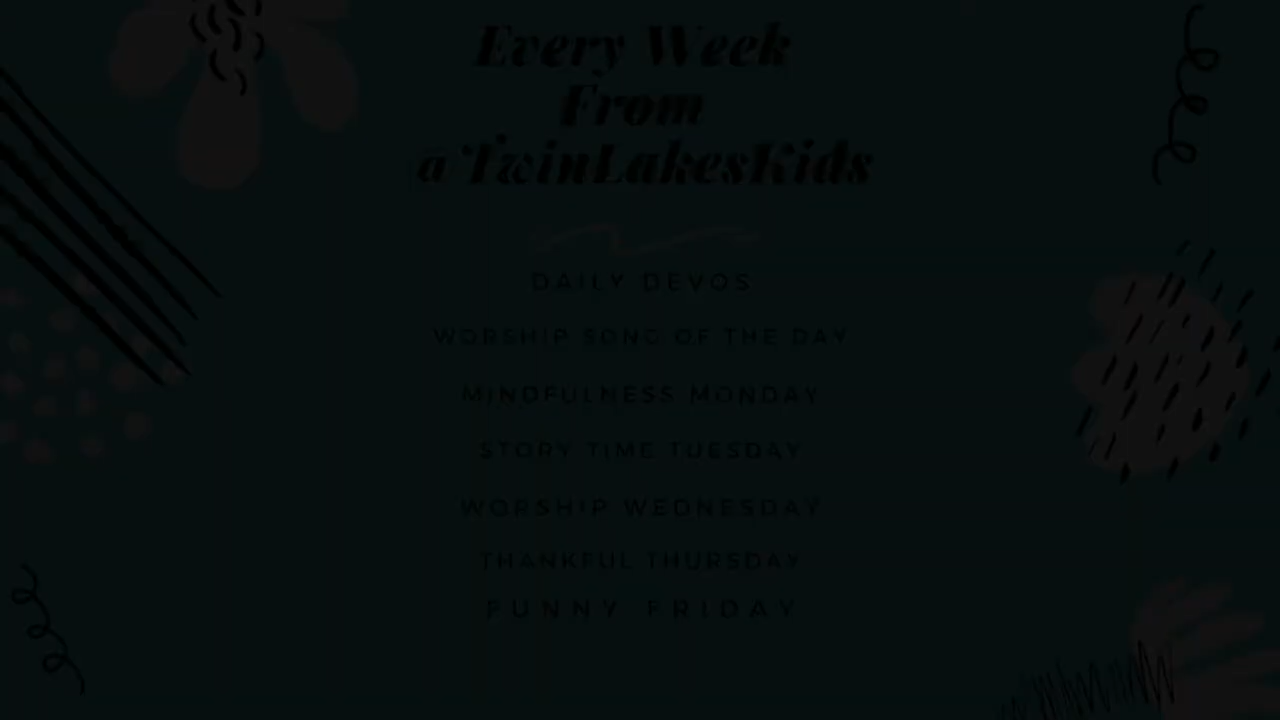 Every Week
From
aTwinLakesKids
DAILY DEVOS
WORSHIP SONG OF THE DAY
MINDFULNESS MONDAY
STORY TIME TUESDAY
WORSHIP WEDNESDAY
THANKFUL THURSDAY
FUNNY FRIDAY